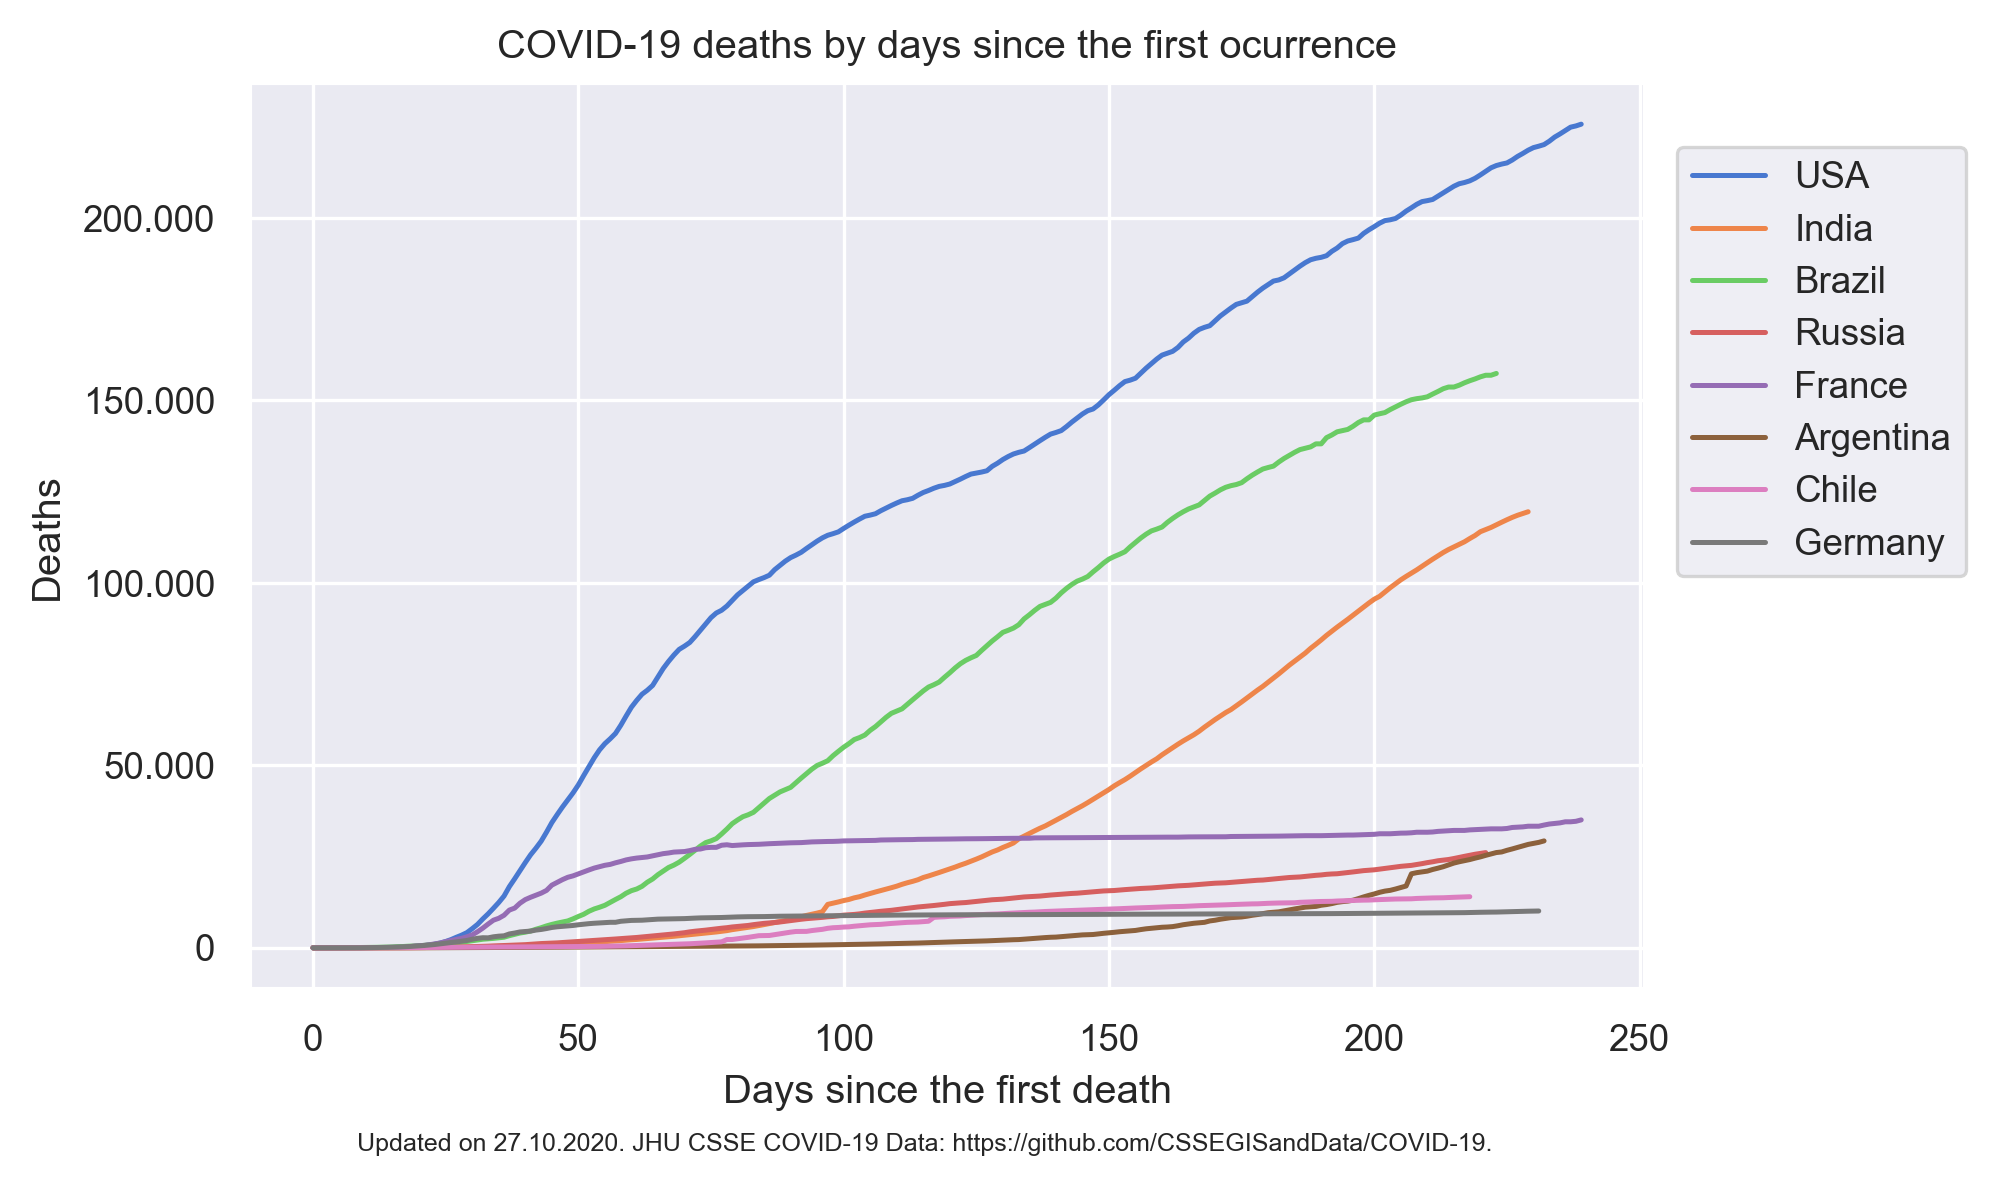 COVID-19 deaths by days since the first ocurrence
200.000
150.000
100.000
50.000
0
Deaths
0 50 100 150 200 250
Days since the first death
USA
India
Brazil
Russia
France
Argentina
Chile
Germany
Updated on 27.10.2020. JHU CSSE COVID-19 Data: https://github.com/CSSEGISandData/COVID-19.